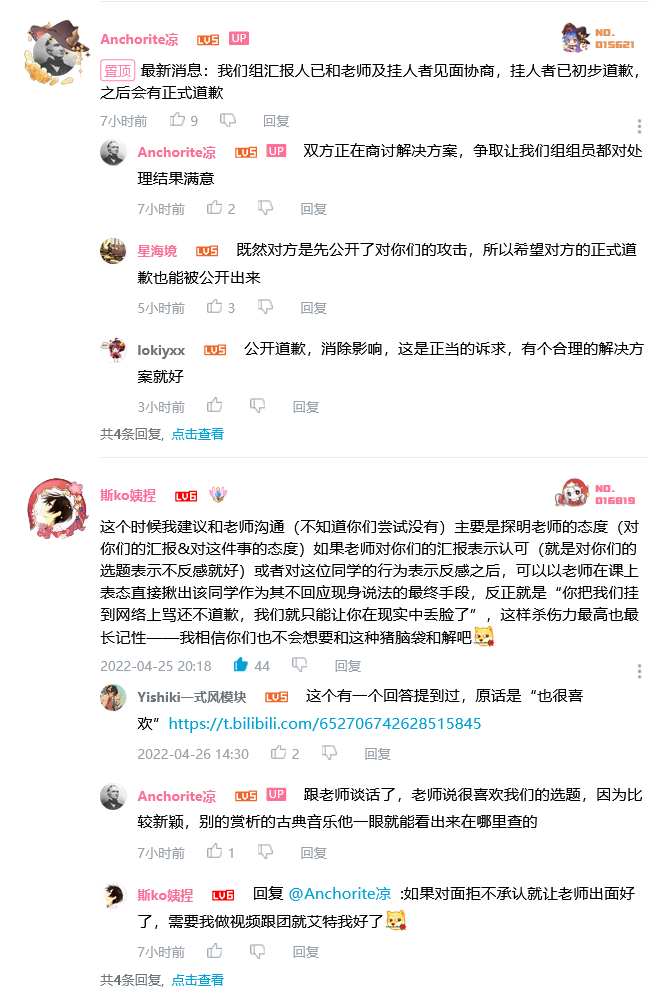 Anchorite凉 LV5 UP NO.
015621
置顶 最新消息：我们组汇报人已和老师及挂人者见面协商，挂人者已初步道歉，
之后会有正式道歉
7小时前 9 回复
Anchorite凉 LV5 UP 双方正在商讨解决方案，争取让我们组组员都对处
理结果满意
7小时前 2 回复
星海境 LV5 既然对方是先公开了对你们的攻击，所以希望对方的正式道
歉也能被公开出来
5小时前 3 回复
lokiyxx LV5 公开道歉，消除影响，这是正当的诉求，有个合理的解决方
案就好
3小时前 回复
共4条回复, 点击查看
斯ko姨捏 LV6 NO.
016819
这个时候我建议和老师沟通（不知道你们尝试没有）主要是探明老师的态度（对
你们的汇报&对这件事的态度）如果老师对你们的汇报表示认可（就是对你们的
选题表示不反感就好）或者对这位同学的行为表示反感之后，可以以老师在课上
表态直接揪出该同学作为其不回应现身说法的最终手段，反正就是“你把我们挂
到网络上骂还不道歉，我们就只能让你在现实中丢脸了”，这样杀伤力最高也最
长记性——我相信你们也不会想要和这种猪脑袋和解吧
2022-04-25 20:18 44 回复
Yishiki一式风模块 LV5 这个有一个回答提到过，原话是“也很喜
欢”https://t.bilibili.com/652706742628515845
2022-04-26 14:30 2 回复
Anchorite凉 LV5 UP 跟老师谈话了，老师说很喜欢我们的选题，因为比
较新颖，别的赏析的古典音乐他一眼就能看出来在哪里查的
7小时前 1 回复
斯ko姨捏 LV6 回复 @Anchorite凉 :如果对面拒不承认就让老师出面好
了，需要我做视频跟团就艾特我好了
7小时前 回复
共4条回复, 点击查看